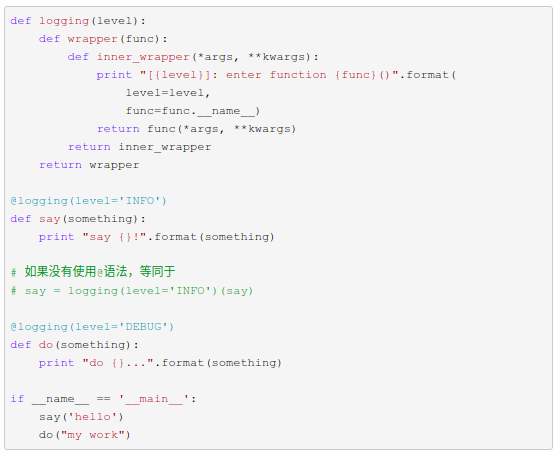 def logging(level):
    def wrapper(func):
        def inner_wrapper(*args, **kwargs):
            print "[{level}]: enter function {func}()".format(
                level=level,
                func=func.__name__)
            return func(*args, **kwargs)
        return inner_wrapper
    return wrapper

@logging(level='INFO')
def say(something):
    print "say {}!".format(something)

# 如果没有使用@语法，等同于
# say = logging(level='INFO')(say)

@logging(level='DEBUG')
def do(something):
    print "do {}...".format(something)

if __name__ == '__main__':
    say('hello')
    do("my work")